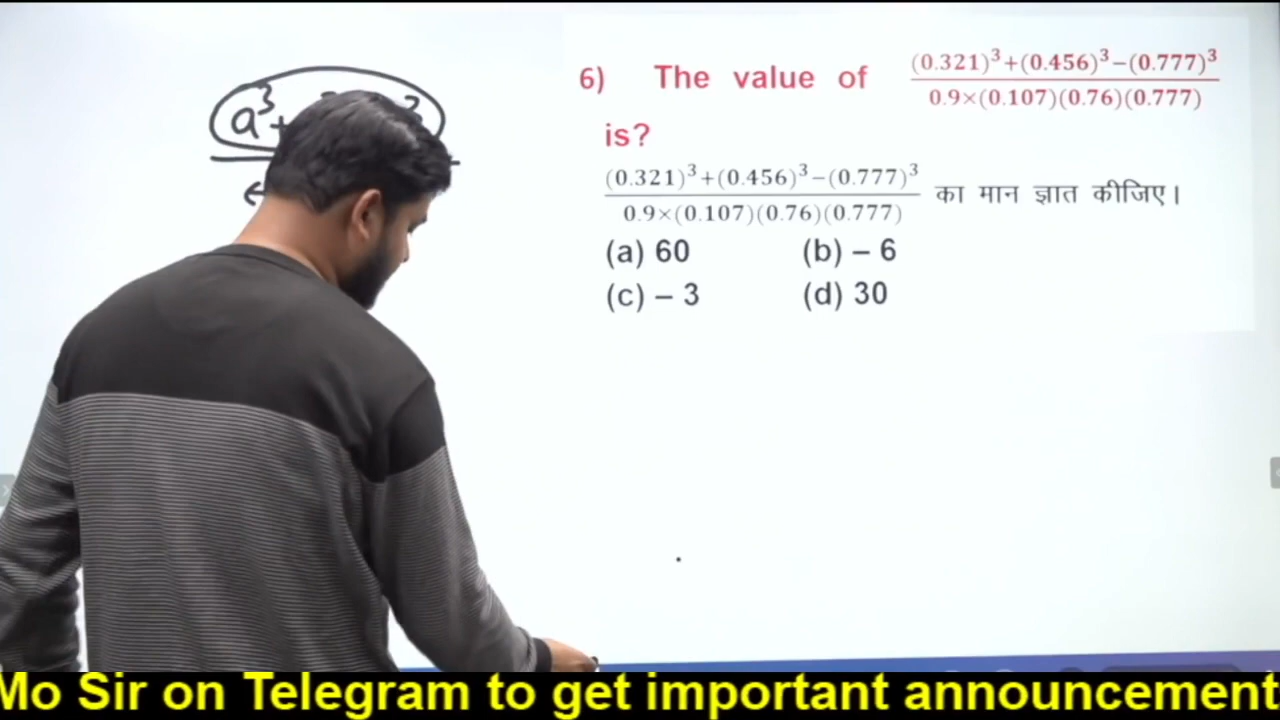 a³+
6) The value of (0.321)³+(0.456)³−(0.777)³ / 0.9×(0.107)(0.76)(0.777)
is?
(0.321)³+(0.456)³−(0.777)³ / 0.9×(0.107)(0.76)(0.777) का मान ज्ञात कीजिए।
(a) 60 (b) – 6
(c) – 3 (d) 30
Mo Sir on Telegram to get important announcement